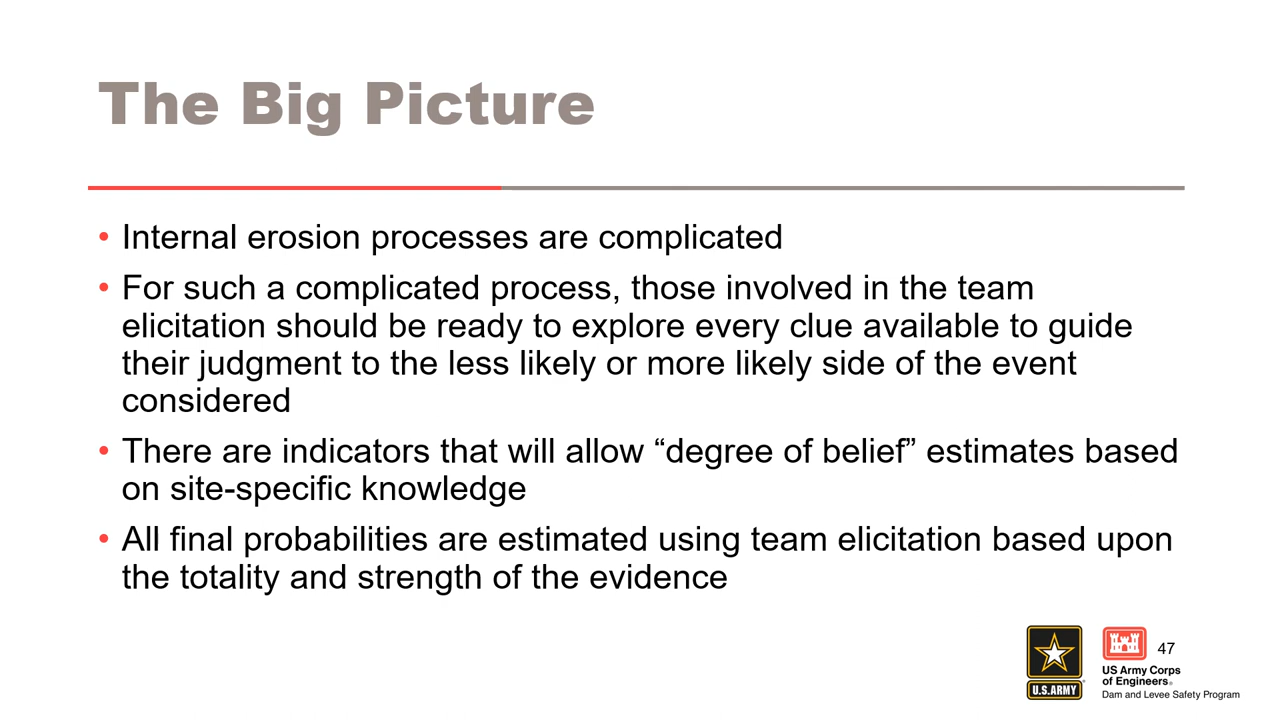 The Big Picture
• Internal erosion processes are complicated
• For such a complicated process, those involved in the team
elicitation should be ready to explore every clue available to guide
their judgment to the less likely or more likely side of the event
considered
• There are indicators that will allow “degree of belief” estimates based
on site-specific knowledge
• All final probabilities are estimated using team elicitation based upon
the totality and strength of the evidence
U.S.ARMY
47
US Army Corps
of Engineers®
Dam and Levee Safety Program